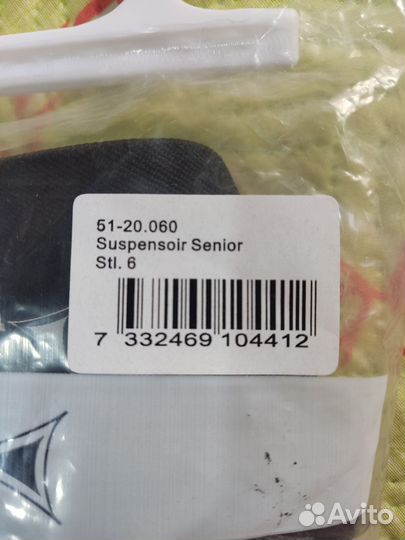 51-20.060
Suspensoir Senior
Stl. 6
7 332469 104412
Avito